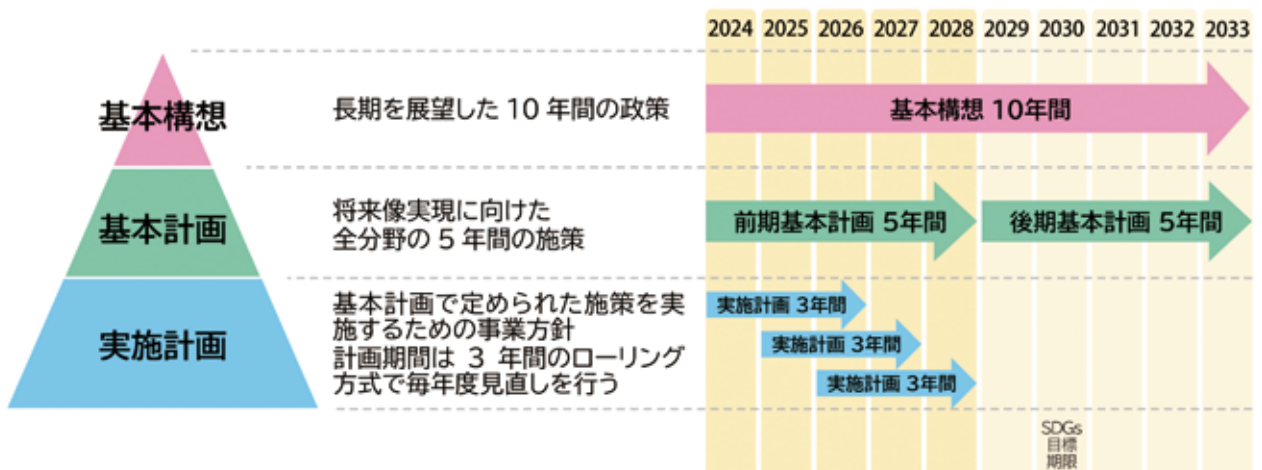 2024 2025 2026 2027 2028 2029 2030 2031 2032 2033
基本構想
長期を展望した 10 年間の政策
基本構想 10年間
基本計画
将来像実現に向けた
全分野の 5 年間の施策
前期基本計画 5年間
後期基本計画 5年間
実施計画
基本計画で定められた施策を実
施するための事業方針
計画期間は 3 年間のローリング
方式で毎年度見直しを行う
実施計画 3年間
実施計画 3年間
実施計画 3年間
SDGs
目標
期限